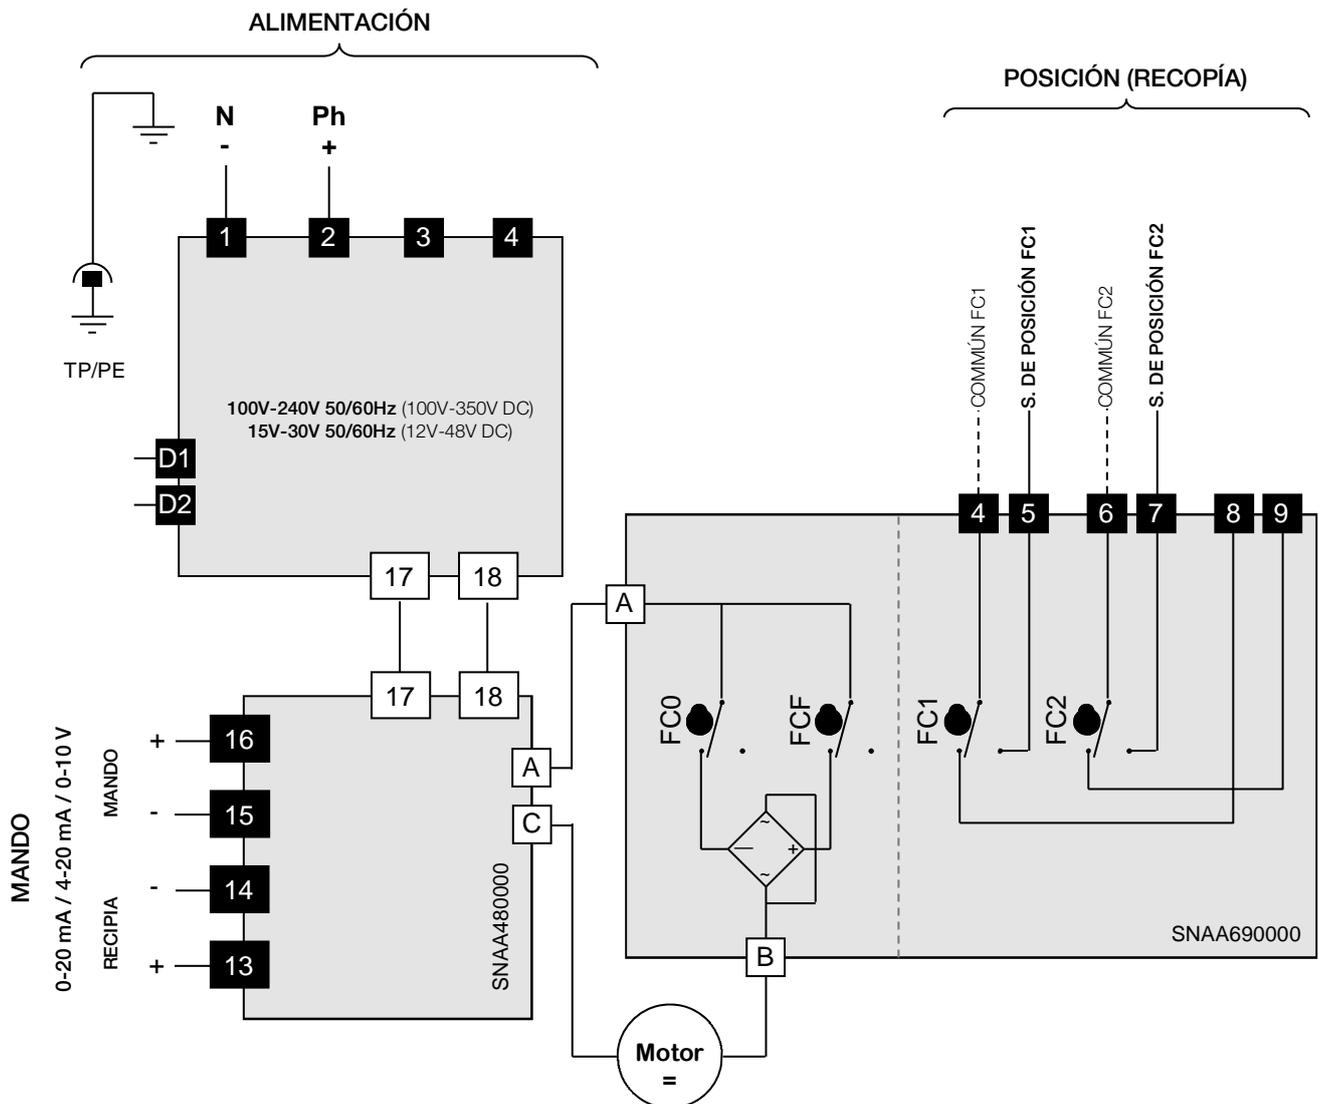 ALIMENTACIÓN
POSICIÓN (RECOPÍA)
N
-
Ph
+
1
2
3
4
TP/PE
100V-240V 50/60Hz (100V-350V DC)
15V-30V 50/60Hz (12V-48V DC)
D1
D2
17
18
COMMÚN FC1
S. DE POSICIÓN FC1
COMMÚN FC2
S. DE POSICIÓN FC2
4
5
6
7
8
9
A
FC0
FCF
FC1
FC2
~
—
+
~
SNAA690000
B
17
18
MANDO
0-20 mA / 4-20 mA / 0-10 V
MANDO
RECIPIA
+
16
-
15
-
14
+
13
A
C
SNAA480000
Motor
=